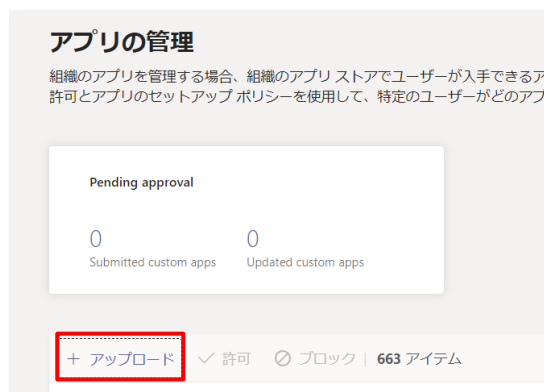 アプリの管理
組織のアプリを管理する場合、組織のアプリ ストアでユーザーが入手できるア
許可とアプリのセットアップ ポリシーを使用して、特定のユーザーがどのアプ
Pending approval
0 0
Submitted custom apps Updated custom apps
+ アップロード 許可 ブロック | 663 アイテム